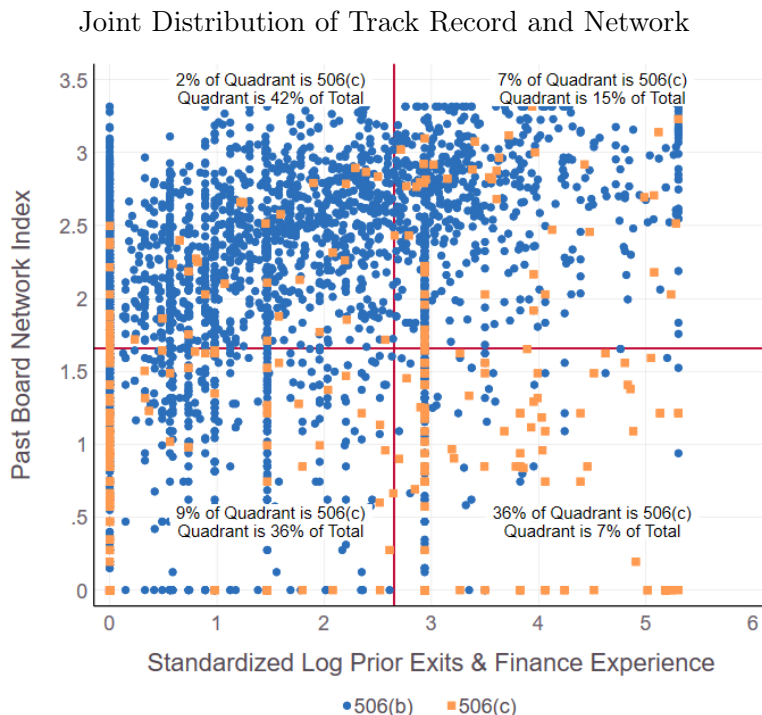 Joint Distribution of Track Record and Network
2% of Quadrant is 506(c)
Quadrant is 42% of Total
7% of Quadrant is 506(c)
Quadrant is 15% of Total
9% of Quadrant is 506(c)
Quadrant is 36% of Total
36% of Quadrant is 506(c)
Quadrant is 7% of Total
Past Board Network Index
3.5
3
2.5
2
1.5
1
.5
0
0 1 2 3 4 5 6
Standardized Log Prior Exits & Finance Experience
506(b) 506(c)